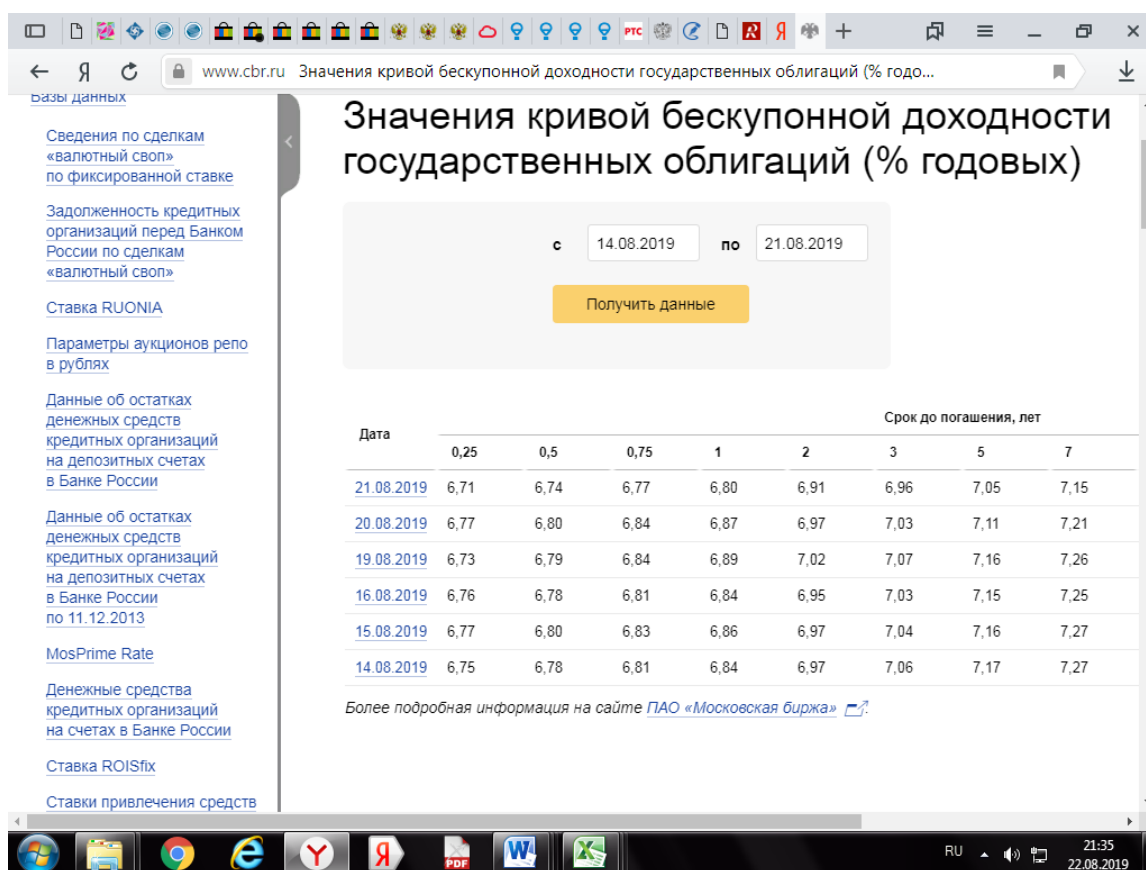 РТС
R
Я
Я
www.cbr.ru Значения кривой бескупонной доходности государственных облигаций (% годо...
Базы данных
Сведения по сделкам
«валютный своп»
по фиксированной ставке
Задолженность кредитных
организаций перед Банком
России по сделкам
«валютный своп»
Ставка RUONIA
Параметры аукционов репо
в рублях
Данные об остатках
денежных средств
кредитных организаций
на депозитных счетах
в Банке России
Данные об остатках
денежных средств
кредитных организаций
на депозитных счетах
в Банке России
по 11.12.2013
MosPrime Rate
Денежные средства
кредитных организаций
на счетах в Банке России
Ставка ROISfix
Ставки привлечения средств
Значения кривой бескупонной доходности
государственных облигаций (% годовых)
с 14.08.2019 по 21.08.2019
Получить данные
Срок до погашения, лет
Дата
0,25 0,5 0,75 1 2 3 5 7
21.08.2019 6,71 6,74 6,77 6,80 6,91 6,96 7,05 7,15
20.08.2019 6,77 6,80 6,84 6,87 6,97 7,03 7,11 7,21
19.08.2019 6,73 6,79 6,84 6,89 7,02 7,07 7,16 7,26
16.08.2019 6,76 6,78 6,81 6,84 6,95 7,03 7,15 7,25
15.08.2019 6,77 6,80 6,83 6,86 6,97 7,04 7,16 7,27
14.08.2019 6,75 6,78 6,81 6,84 6,97 7,06 7,17 7,27
Более подробная информация на сайте ПАО «Московская биржа» .
Y
Я
PDF
W
X
RU
21:35
22.08.2019